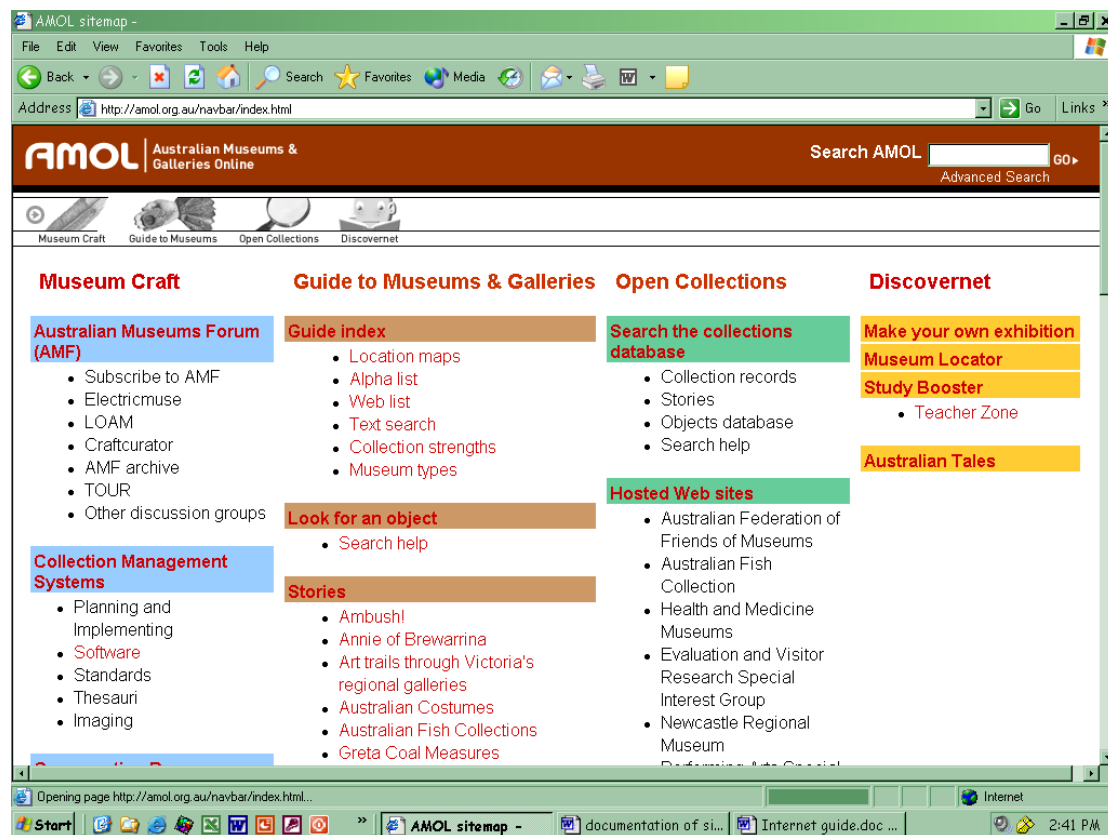 AMOL sitemap -
File Edit View Favorites Tools Help
Back Search Favorites Media
Address http://amol.org.au/navbar/index.html Go Links »
AMOL Australian Museums &
Galleries Online
Search AMOL GO
Advanced Search
Museum Craft Guide to Museums Open Collections Discovernet
Museum Craft
Australian Museums Forum
(AMF)
• Subscribe to AMF
• Electricmuse
• LOAM
• Craftcurator
• AMF archive
• TOUR
• Other discussion groups
Collection Management
Systems
• Planning and
Implementing
• Software
• Standards
• Thesauri
• Imaging
Guide to Museums & Galleries
Guide index
• Location maps
• Alpha list
• Web list
• Text search
• Collection strengths
• Museum types
Look for an object
• Search help
Stories
• Ambush!
• Annie of Brewarrina
• Art trails through Victoria's
regional galleries
• Australian Costumes
• Australian Fish Collections
• Greta Coal Measures
Open Collections
Search the collections
database
• Collection records
• Stories
• Objects database
• Search help
Hosted Web sites
• Australian Federation of
Friends of Museums
• Australian Fish
Collection
• Health and Medicine
Museums
• Evaluation and Visitor
Research Special
Interest Group
• Newcastle Regional
Museum
Discovernet
Make your own exhibition
Museum Locator
Study Booster
• Teacher Zone
Australian Tales
Opening page http://amol.org.au/navbar/index.html... Internet
Start » AMOL sitemap - documentation of si... Internet guide.doc ... 2:41 PM